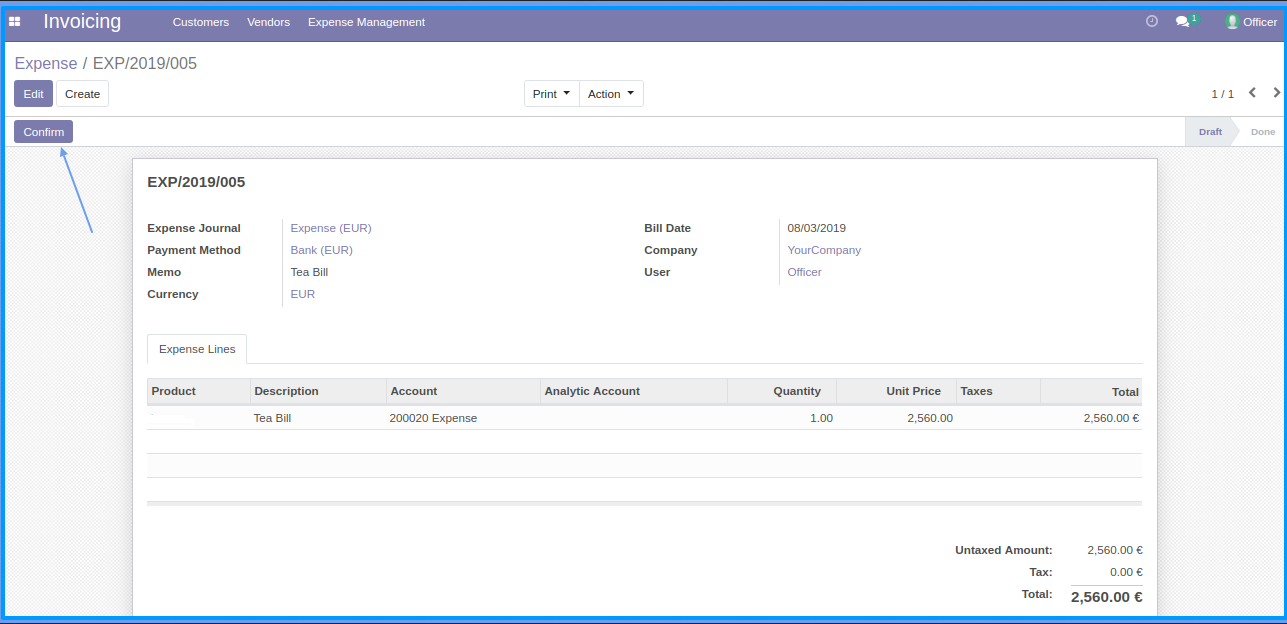 Invoicing Customers Vendors Expense Management 1 Officer
Expense / EXP/2019/005
Edit Create Print Action 1 / 1
Confirm Draft Done
EXP/2019/005
Expense Journal Expense (EUR) Bill Date 08/03/2019
Payment Method Bank (EUR) Company YourCompany
Memo Tea Bill User Officer
Currency EUR
Expense Lines
Product Description Account Analytic Account Quantity Unit Price Taxes Total
Tea Bill 200020 Expense 1.00 2,560.00 2,560.00 €
Untaxed Amount: 2,560.00 €
Tax: 0.00 €
Total: 2,560.00 €